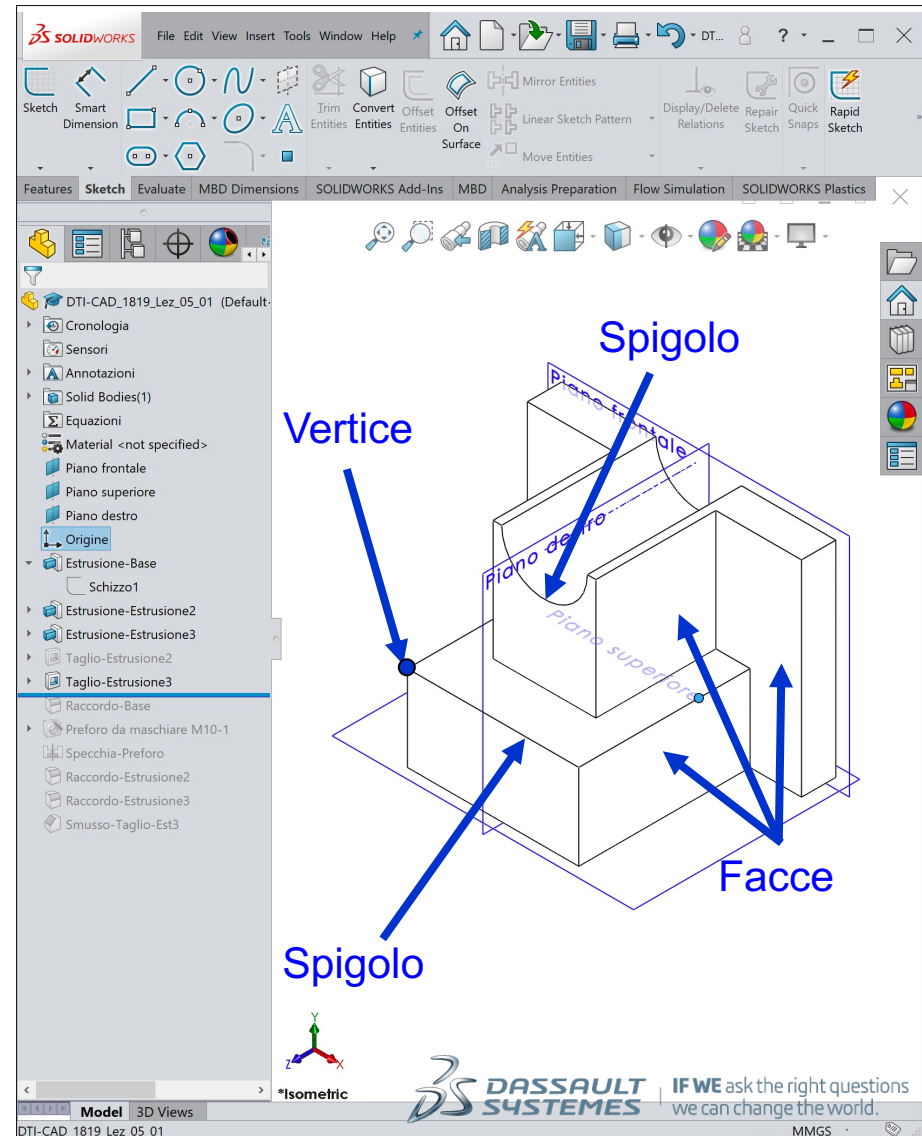 SOLIDWORKS File Edit View Insert Tools Window Help DT... ?
Sketch Smart Dimension Trim Entities Convert Entities Offset Entities Offset On Surface Mirror Entities Linear Sketch Pattern Move Entities Display/Delete Relations Repair Sketch Quick Snaps Rapid Sketch
Features Sketch Evaluate MBD Dimensions SOLIDWORKS Add-Ins MBD Analysis Preparation Flow Simulation SOLIDWORKS Plastics
DTI-CAD_1819_Lez_05_01 (Default-
Cronologia
Sensori
Annotazioni
Solid Bodies(1)
Equazioni
Material <not specified>
Piano frontale
Piano superiore
Piano destro
Origine
Estrusione-Base
Schizzo1
Estrusione-Estrusione2
Estrusione-Estrusione3
Taglio-Estrusione2
Taglio-Estrusione3
Raccordo-Base
Preforo da maschiare M10-1
Specchia-Preforo
Raccordo-Estrusione2
Raccordo-Estrusione3
Smusso-Taglio-Est3
Spigolo
Vertice
Piano frontale
Piano destro
Piano superiore
Facce
Spigolo
Y
Z X
*Isometric
DASSAULT SYSTEMES
IF WE ask the right questions
we can change the world.
Model 3D Views
DTI-CAD_1819_Lez_05_01 MMGS